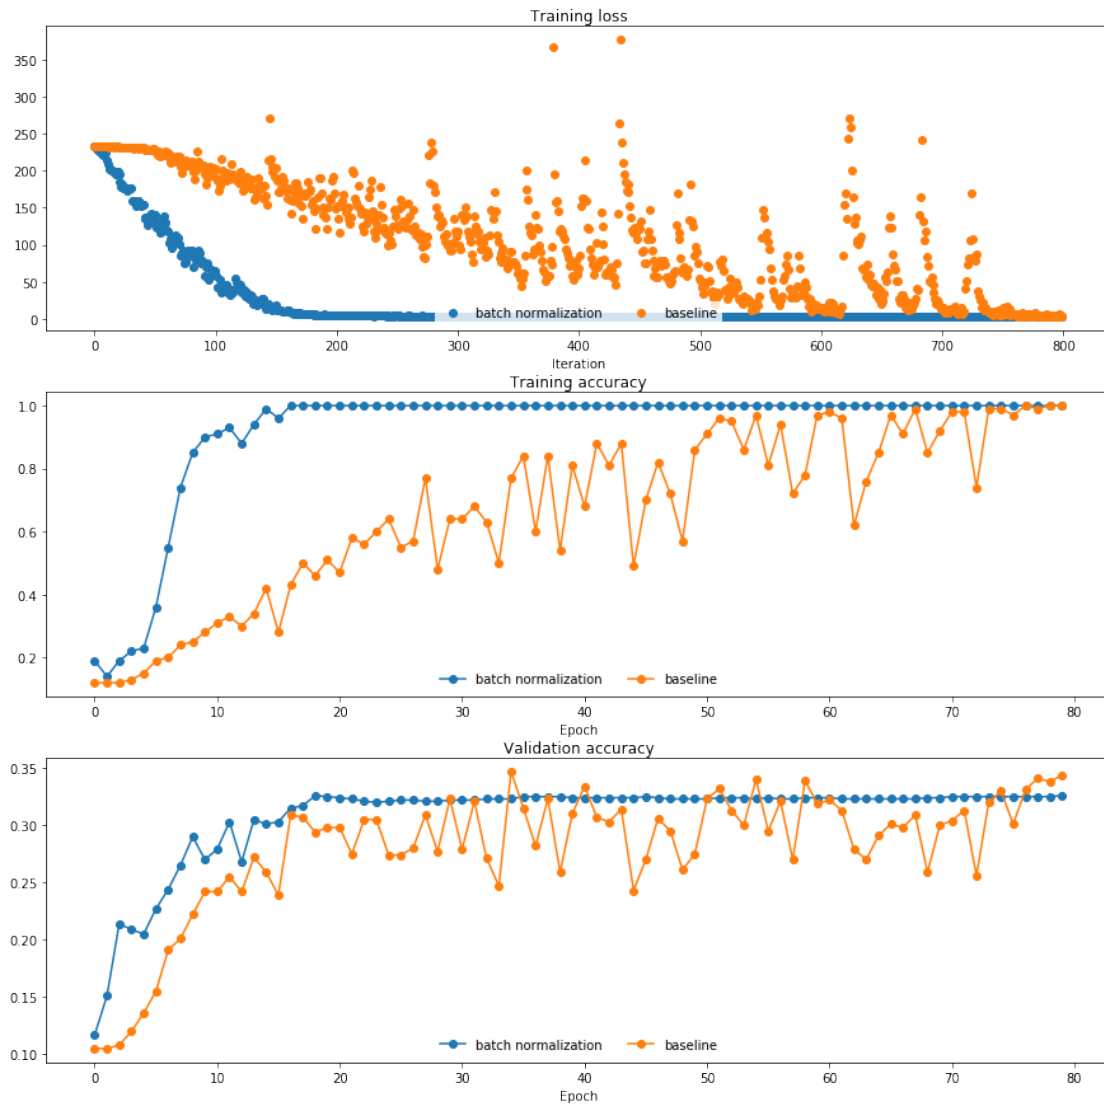 Training loss
350
300
250
200
150
100
50
0
batch normalization baseline
0 100 200 300 400 500 600 700 800
Iteration
Training accuracy
1.0
0.8
0.6
0.4
0.2
batch normalization baseline
0 10 20 30 40 50 60 70 80
Epoch
Validation accuracy
0.35
0.30
0.25
0.20
0.15
0.10
batch normalization baseline
0 10 20 30 40 50 60 70 80
Epoch